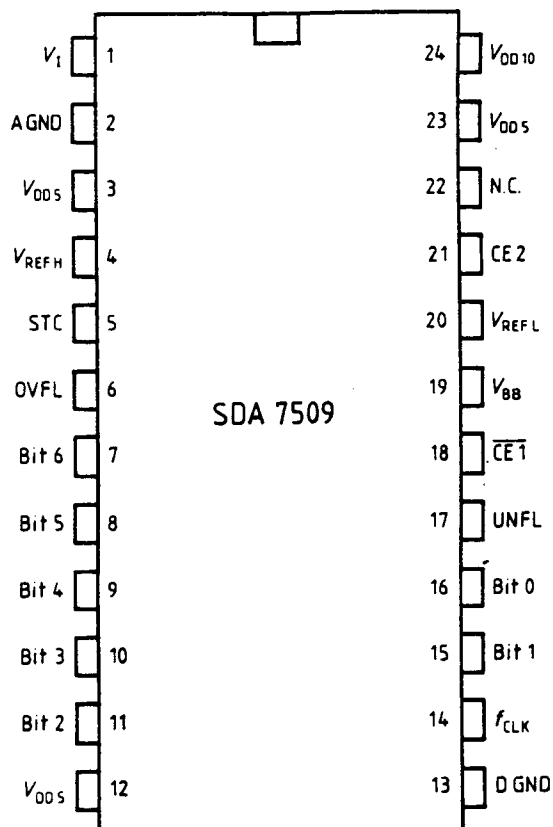 V_I 1 24 V_DD10
A GND 2 23 V_DD5
V_DD5 3 22 N.C.
V_REFH 4 21 CE 2
STC 5 20 V_REFL
OVFL 6 19 V_BB
SDA 7509
Bit 6 7 18 C̅E̅ ̅1̅
Bit 5 8 17 UNFL
Bit 4 9 16 Bit 0
Bit 3 10 15 Bit 1
Bit 2 11 14 f_CLK
V_DD5 12 13 D GND